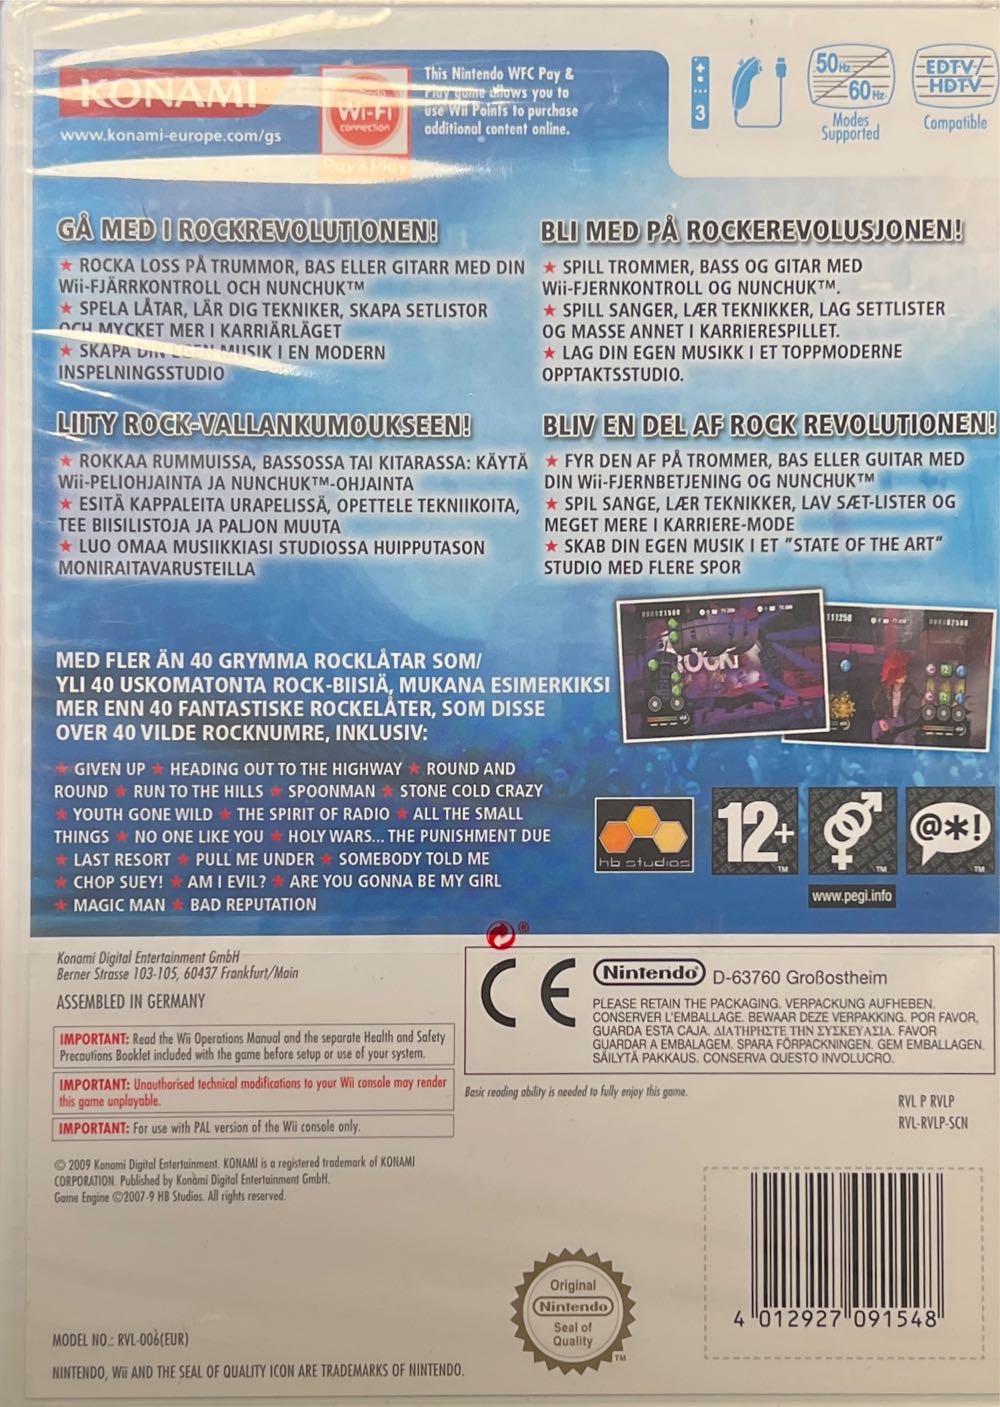 KONAMI
www.konami-europe.com/gs
Wi-Fi
connection
Pay & Play
This Nintendo WFC Pay &
Play game allows you to
use Wii Points to purchase
additional content online.
3
50Hz
60Hz
Modes
Supported
EDTV/
HDTV
Compatible
GÅ MED I ROCKREVOLUTIONEN!
★ ROCKA LOSS PÅ TRUMMOR, BAS ELLER GITARR MED DIN
Wii-FJÄRRKONTROLL OCH NUNCHUK™
★ SPELA LÅTAR, LÄR DIG TEKNIKER, SKAPA SETLISTOR
OCH MYCKET MER I KARRIÄRLÄGET
★ SKAPA DIN EGEN MUSIK I EN MODERN
INSPELNINGSSTUDIO
BLI MED PÅ ROCKEREVOLUSJONEN!
★ SPILL TROMMER, BASS OG GITAR MED
Wii-FJERNKONTROLL OG NUNCHUK™.
★ SPILL SANGER, LÆR TEKNIKKER, LAG SETTLISTER
OG MASSE ANNET I KARRIERESPILLET.
★ LAG DIN EGEN MUSIKK I ET TOPPMODERNE
OPPTAKTSSTUDIO.
LIITY ROCK-VALLANKUMOUKSEEN!
★ ROKKAA RUMMUISSA, BASSOSSA TAI KITARASSA: KÄYTÄ
Wii-PELIOHJAINTA JA NUNCHUK™-OHJAINTA
★ ESITÄ KAPPALEITA URAPELISSÄ, OPETTELE TEKNIIKOITA,
TEE BIISILISTOJA JA PALJON MUUTA
★ LUO OMAA MUSIIKKIASI STUDIOSSA HUIPPUTASON
MONIRAITAVARUSTEILLA
BLIV EN DEL AF ROCK REVOLUTIONEN!
★ FYR DEN AF PÅ TROMMER, BAS ELLER GUITAR MED
DIN Wii-FJERNBETJENING OG NUNCHUK™
★ SPIL SANGE, LÆR TEKNIKKER, LAV SÆT-LISTER OG
MEGET MERE I KARRIERE-MODE
★ SKAB DIN EGEN MUSIK I ET "STATE OF THE ART"
STUDIO MED FLERE SPOR
MED FLER ÄN 40 GRYMMA ROCKLÅTAR SOM/
YLI 40 USKOMATONTA ROCK-BIISIÄ, MUKANA ESIMERKIKSI
MER ENN 40 FANTASTISKE ROCKELÅTER, SOM DISSE
OVER 40 VILDE ROCKNUMRE, INKLUSIV:
★ GIVEN UP ★ HEADING OUT TO THE HIGHWAY ★ ROUND AND
ROUND ★ RUN TO THE HILLS ★ SPOONMAN ★ STONE COLD CRAZY
★ YOUTH GONE WILD ★ THE SPIRIT OF RADIO ★ ALL THE SMALL
THINGS ★ NO ONE LIKE YOU ★ HOLY WARS... THE PUNISHMENT DUE
★ LAST RESORT ★ PULL ME UNDER ★ SOMEBODY TOLD ME
★ CHOP SUEY! ★ AM I EVIL? ★ ARE YOU GONNA BE MY GIRL
★ MAGIC MAN ★ BAD REPUTATION
ROCK
111250
hb studios
12+
™
@*!
www.pegi.info
Konami Digital Entertainment GmbH
Berner Strasse 103-105, 60437 Frankfurt/Main
ASSEMBLED IN GERMANY
IMPORTANT: Read the Wii Operations Manual and the separate Health and Safety
Precautions Booklet included with the game before setup or use of your system.
IMPORTANT: Unauthorised technical modifications to your Wii console may render
this game unplayable.
IMPORTANT: For use with PAL version of the Wii console only.
© 2009 Konami Digital Entertainment. KONAMI is a registered trademark of KONAMI
CORPORATION. Published by Konami Digital Entertainment GmbH.
Game Engine ©2007-9 HB Studios. All rights reserved.
CE
Nintendo® D-63760 Großostheim
PLEASE RETAIN THE PACKAGING. VERPACKUNG AUFHEBEN.
CONSERVER L'EMBALLAGE. BEWAAR DEZE VERPAKKING. POR FAVOR,
GUARDA ESTA CAJA. ΔΙΑΤΗΡΗΣΤΕ ΤΗΝ ΣΥΣΚΕΥΑΣΙΑ. FAVOR
GUARDAR A EMBALAGEM. SPARA FÖRPACKNINGEN. GEM EMBALLAGEN.
SÄILYTÄ PAKKAUS. CONSERVA QUESTO INVOLUCRO.
Basic reading ability is needed to fully enjoy this game.
RVL P RVLP
RVL-RVLP-SCN
Original
Nintendo
Seal of
Quality
™
4 012927 091548
MODEL NO.: RVL-006(EUR)
NINTENDO, Wii AND THE SEAL OF QUALITY ICON ARE TRADEMARKS OF NINTENDO.